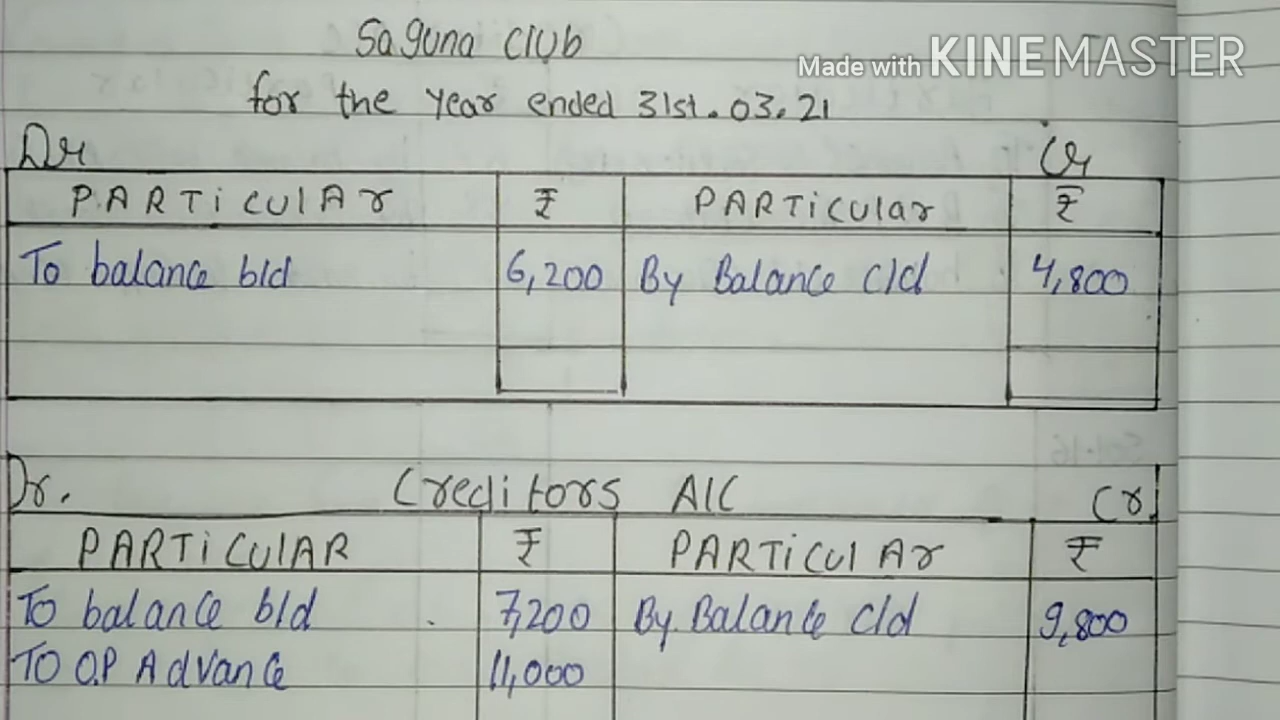 Saguna Club
Made with KINEMASTER
for the year ended 31st. 03. 21
Dr Cr
PARTiculAr ₹ PARTicular ₹
To balance b/d 6,200 By Balance c/d 4,800
Dr. Creditors A/C Cr.
PARTiculAR ₹ PARTiculAr ₹
To balance b/d 7,200 By Balance c/d 9,800
To O.P Advance 11,000